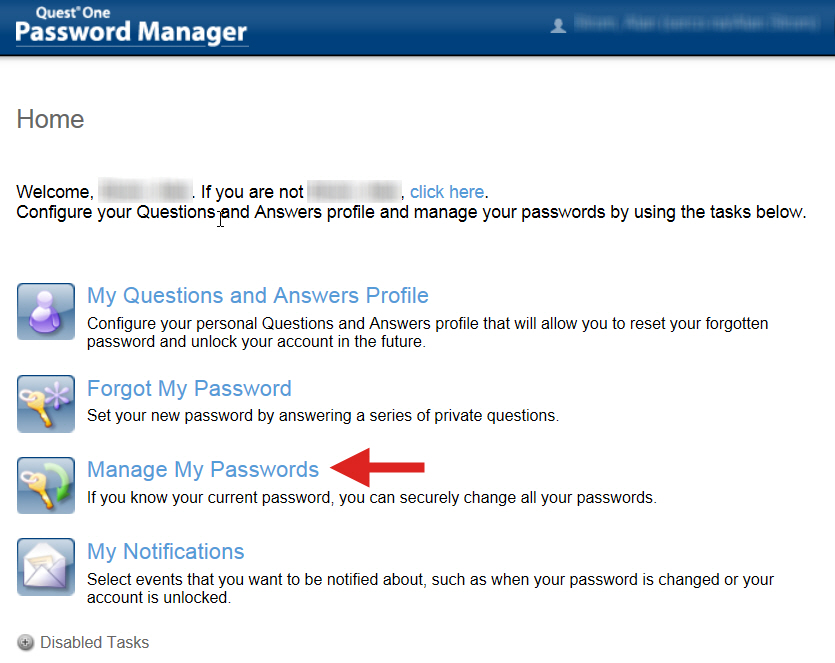 Quest One
Password Manager
Home
Welcome, . If you are not , click here.
Configure your Questions and Answers profile and manage your passwords by using the tasks below.
My Questions and Answers Profile
Configure your personal Questions and Answers profile that will allow you to reset your forgotten
password and unlock your account in the future.
Forgot My Password
Set your new password by answering a series of private questions.
Manage My Passwords
If you know your current password, you can securely change all your passwords.
My Notifications
Select events that you want to be notified about, such as when your password is changed or your
account is unlocked.
Disabled Tasks